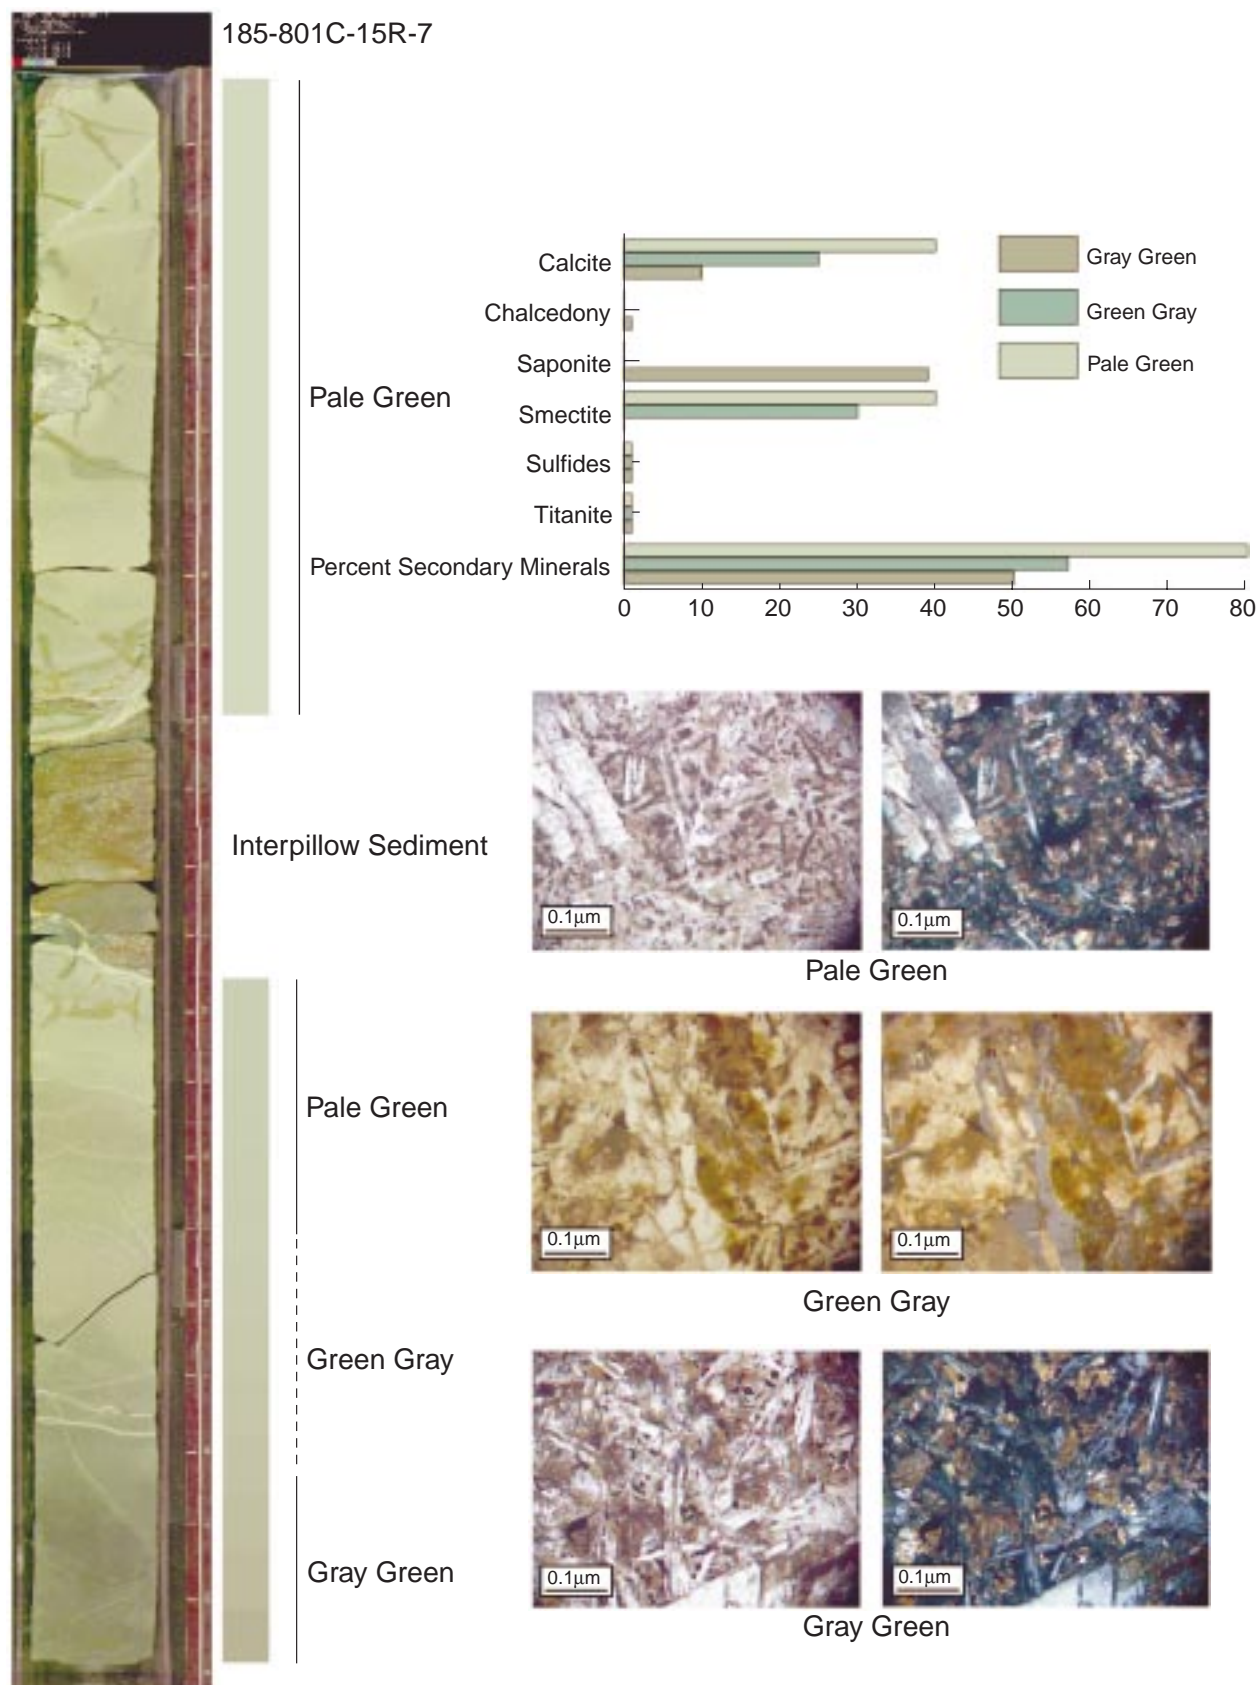 185-801C-15R-7
Calcite
Chalcedony
Saponite
Smectite
Sulfides
Titanite
Percent Secondary Minerals
0 10 20 30 40 50 60 70 80
Gray Green
Green Gray
Pale Green
Pale Green
Interpillow Sediment
Pale Green
Green Gray
Gray Green
0.1µm
0.1µm
Pale Green
0.1µm
0.1µm
Green Gray
0.1µm
0.1µm
Gray Green